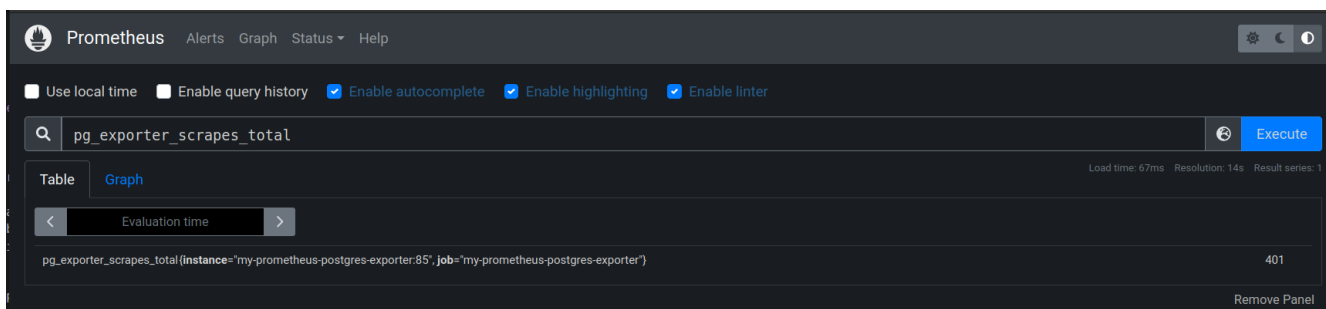 Prometheus Alerts Graph Status Help
Use local time Enable query history Enable autocomplete Enable highlighting Enable linter
pg_exporter_scrapes_total Execute
Load time: 67ms Resolution: 14s Result series: 1
Table Graph
Evaluation time
pg_exporter_scrapes_total{instance="my-prometheus-postgres-exporter:85", job="my-prometheus-postgres-exporter"} 401
Remove Panel